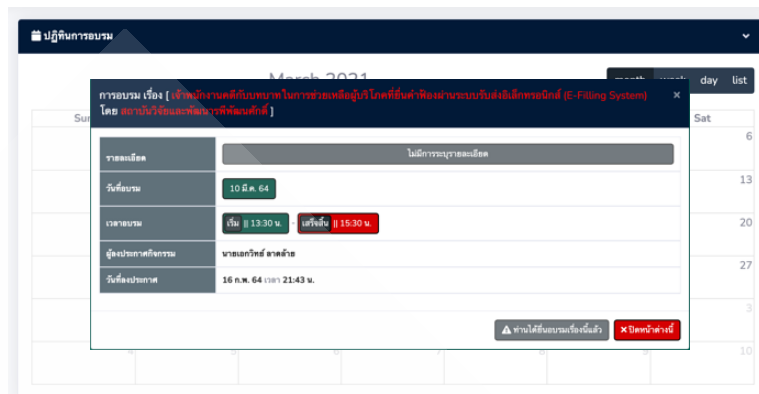 ปฏิทินการอบรม
March 2021
day list
การอบรม เรื่อง [ เจ้าพนักงานคดีกับบทบาทในการช่วยเหลือผู้บริโภคที่ยื่นคำฟ้องผ่านระบบรับส่งอิเล็กทรอนิกส์ (E-Filling System) ×
โดย สถาบันวิจัยและพัฒนารพีพัฒนศักดิ์ ]
Sat
6
รายละเอียด ไม่มีการระบุรายละเอียด
วันที่อบรม 10 มี.ค. 64
13
เวลาอบรม เริ่ม || 13:30 น. - เสร็จสิ้น || 15:30 น.
20
ผู้ลงประกาศกิจกรรม นายเอกวิทย์
27
วันที่ลงประกาศ 16 ก.พ. 64 เวลา 21:43 น.
3
ท่านได้ยื่นอบรมเรื่องนี้แล้ว × ปิดหน้าต่างนี้
4 5 6 7 8 9 10